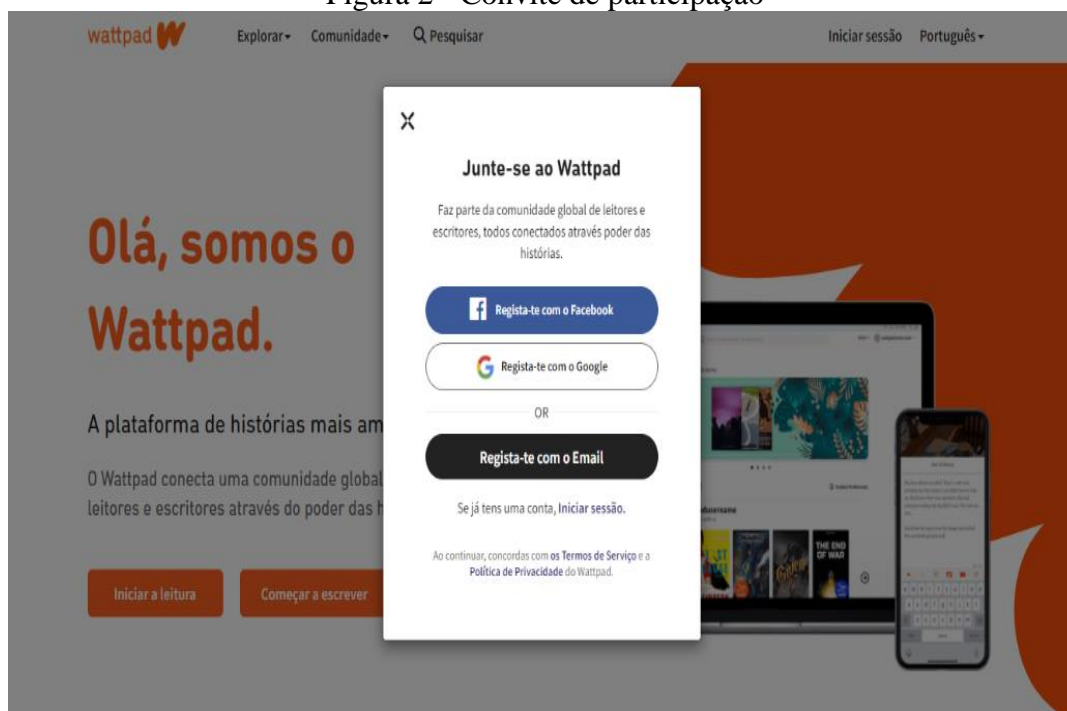 Figura 2 - Convite de participação
wattpad
Explorar
Comunidade
Pesquisar
Iniciar sessão
Português
Junte-se ao Wattpad
Faz parte da comunidade global de leitores e
escritores, todos conectados através poder das
histórias.
Regista-te com o Facebook
Regista-te com o Google
OR
Regista-te com o Email
Se já tens uma conta, Iniciar sessão.
Ao continuar, concordas com os Termos de Serviço e a
Política de Privacidade do Wattpad.
Olá, somos o
Wattpad.
A plataforma de histórias mais am
O Wattpad conecta uma comunidade global
leitores e escritores através do poder das h
Iniciar a leitura
Começar a escrever
THE END
OF WAR